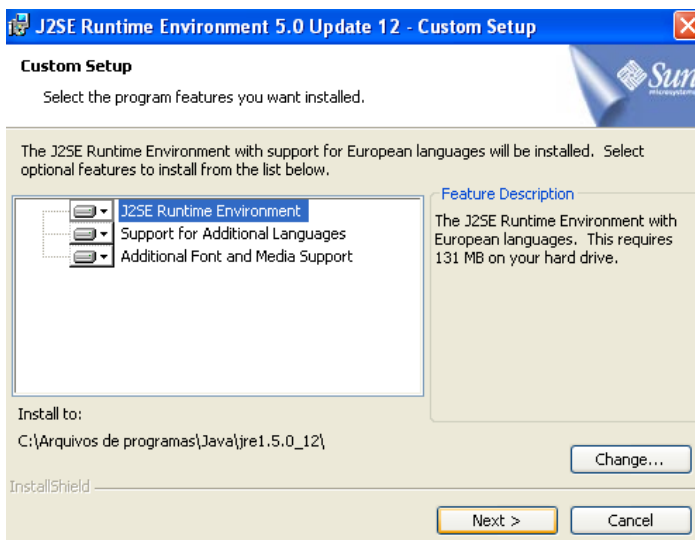 J2SE Runtime Environment 5.0 Update 12 - Custom Setup
Custom Setup
Select the program features you want installed.
Sun
microsystems
The J2SE Runtime Environment with support for European languages will be installed. Select
optional features to install from the list below.
J2SE Runtime Environment
Support for Additional Languages
Additional Font and Media Support
Feature Description
The J2SE Runtime Environment with
European languages. This requires
131 MB on your hard drive.
Install to:
C:\Arquivos de programas\Java\jre1.5.0_12\
Change...
InstallShield
Next >
Cancel